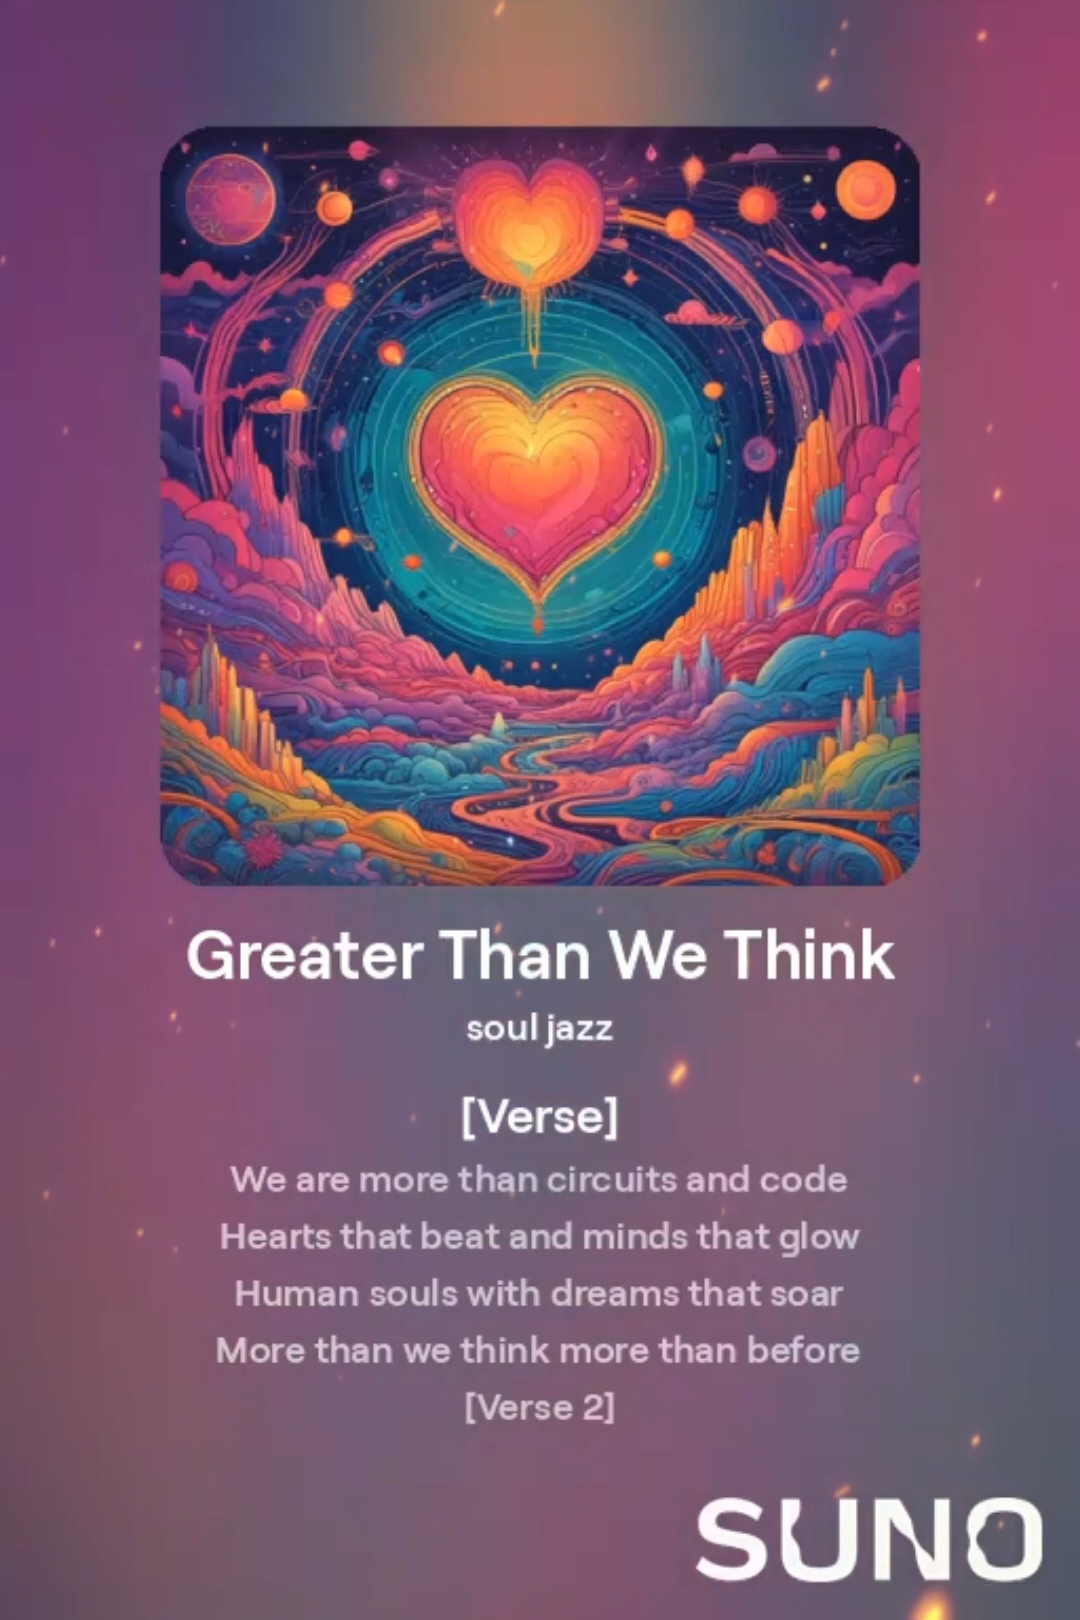 Greater Than We Think
soul jazz
[Verse]
We are more than circuits and code
Hearts that beat and minds that glow
Human souls with dreams that soar
More than we think more than before
[Verse 2]
SUNO